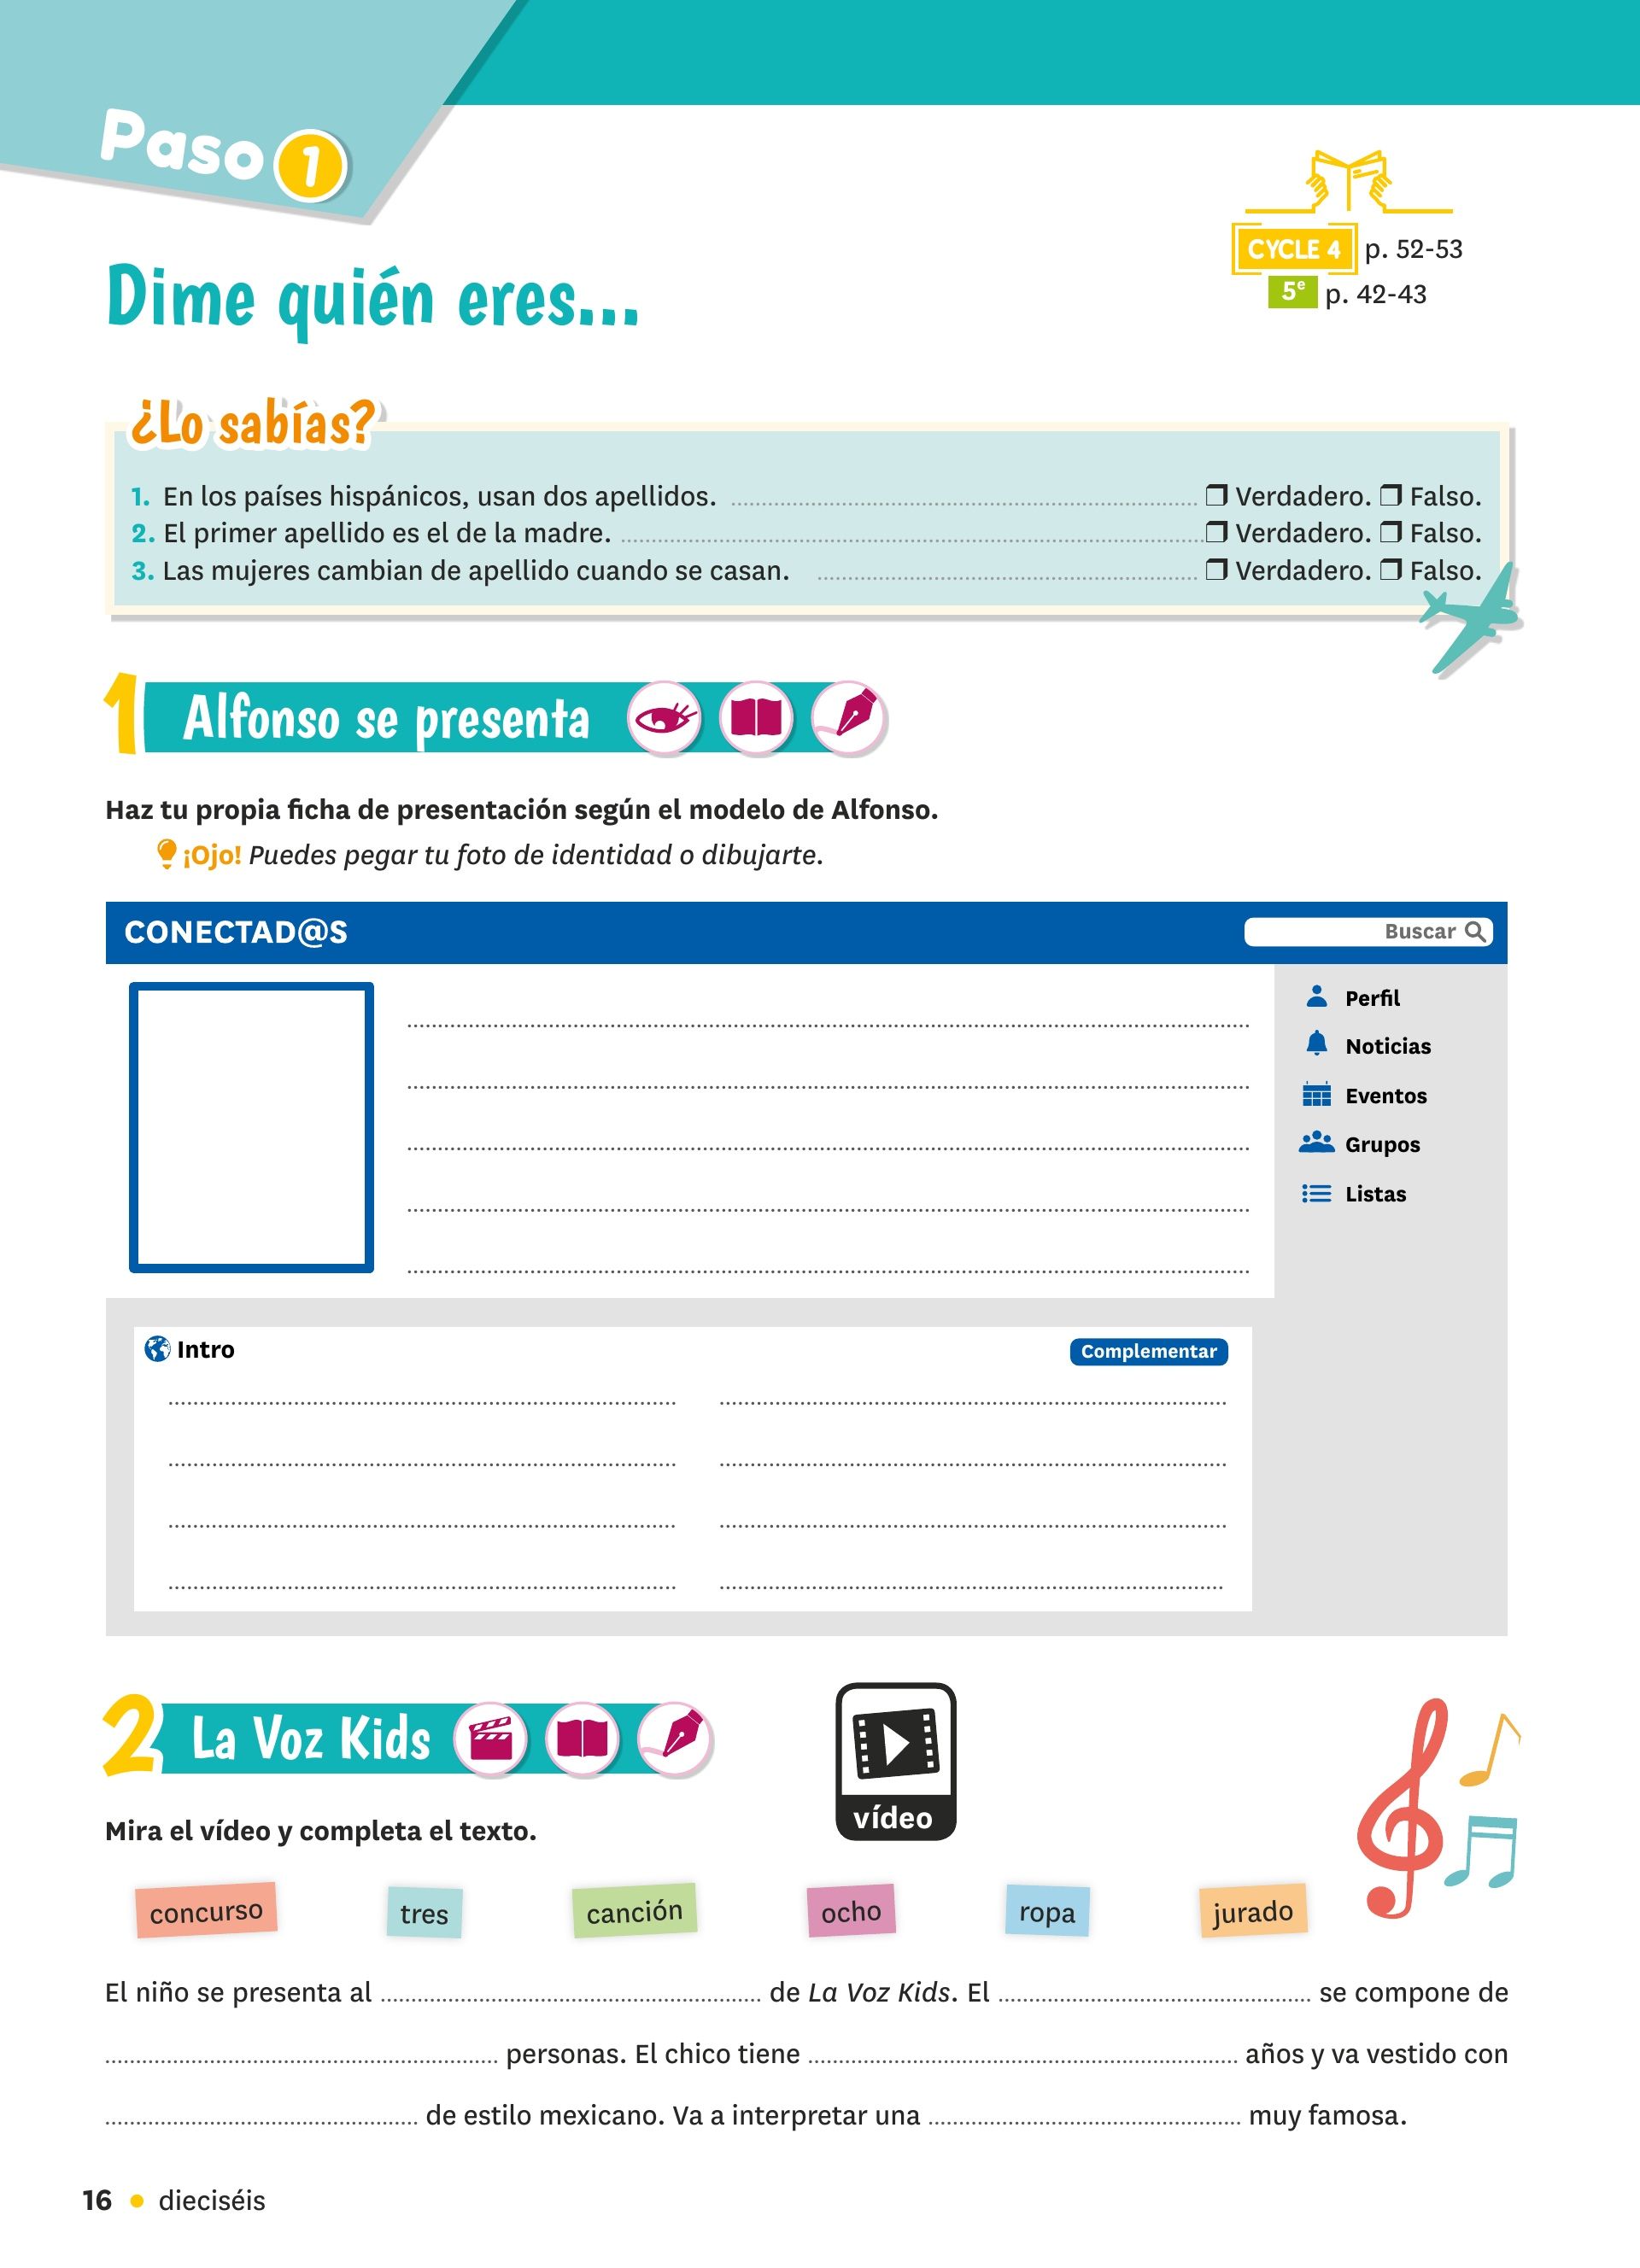 Paso 1
CYCLE 4 p. 52-53
5e p. 42-43
Dime quién eres...
¿Lo sabías?
1. En los países hispánicos, usan dos apellidos. ❒ Verdadero. ❒ Falso.
2. El primer apellido es el de la madre. ❒ Verdadero. ❒ Falso.
3. Las mujeres cambian de apellido cuando se casan. ❒ Verdadero. ❒ Falso.
1 Alfonso se presenta
Haz tu propia ficha de presentación según el modelo de Alfonso.
¡Ojo! Puedes pegar tu foto de identidad o dibujarte.
CONECTAD@S Buscar
Perfil
Noticias
Eventos
Grupos
Listas
Intro Complementar
2 La Voz Kids
vídeo
Mira el vídeo y completa el texto.
concurso tres canción ocho ropa jurado
El niño se presenta al ........ de La Voz Kids. El ........ se compone de
........ personas. El chico tiene ........ años y va vestido con
........ de estilo mexicano. Va a interpretar una ........ muy famosa.
16 • dieciséis